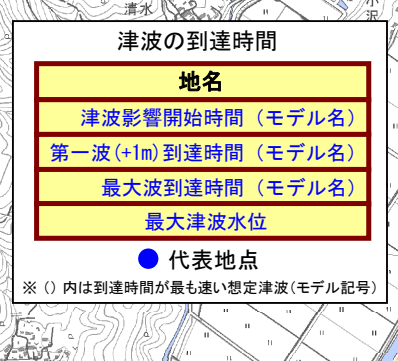 清水
小
沢
津波の到達時間
地名
津波影響開始時間（モデル名）
第一波(+1m)到達時間（モデル名）
最大波到達時間（モデル名）
最大津波水位
● 代表地点
※ () 内は到達時間が最も速い想定津波(モデル記号)